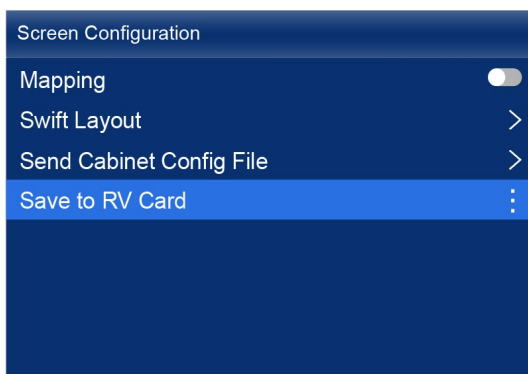 Screen Configuration
Mapping
Swift Layout
Send Cabinet Config File
Save to RV Card